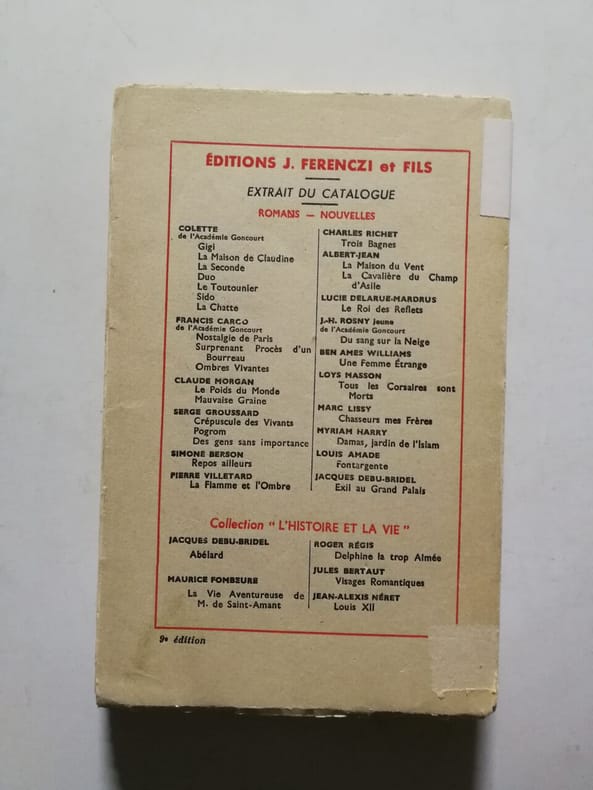 ÉDITIONS J. FERENCZI et FILS
EXTRAIT DU CATALOGUE
ROMANS — NOUVELLES
COLETTE
de l'Académie Goncourt
Gigi
La Maison de Claudine
La Seconde
Duo
Le Toutounier
Sido
La Chatte
FRANCIS CARCO
de l'Académie Goncourt
Nostalgie de Paris
Surprenant Procès d'un
Bourreau
Ombres Vivantes
CLAUDE MORGAN
Le Poids du Monde
Mauvaise Graine
SERGE GROUSSARD
Crépuscule des Vivants
Pogrom
Des gens sans importance
SIMONE BERSON
Repos ailleurs
PIERRE VILLETARD
La Flamme et l'Ombre
CHARLES RICHET
Trois Bagnes
ALBERT-JEAN
La Maison du Vent
La Cavalière du Champ
d'Asile
LUCIE DELARUE-MARDRUS
Le Roi des Reflets
J.-H. ROSNY Jeune
de l'Académie Goncourt
Du sang sur la Neige
BEN AMES WILLIAMS
Une Femme Étrange
LOYS MASSON
Tous les Corsaires sont
Morts
MARC LISSY
Chasseurs mes Frères
MYRIAM HARRY
Damas, jardin de l'Islam
LOUIS AMADE
Fontargente
JACQUES DEBU-BRIDEL
Exil au Grand Palais
Collection "L'HISTOIRE ET LA VIE"
JACQUES DEBU-BRIDEL
Abélard
MAURICE FOMBEURE
La Vie Aventureuse de
M. de Saint-Amant
ROGER RÉGIS
Delphine la trop Aimée
JULES BERTAUT
Visages Romantiques
JEAN-ALEXIS NÉRET
Louis XII
9e édition